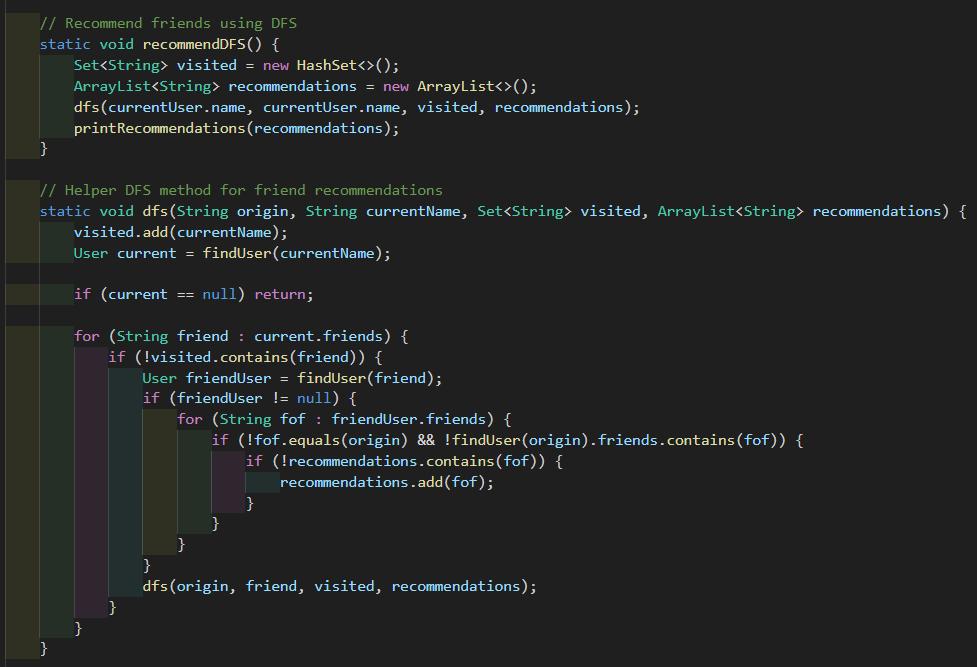 // Recommend friends using DFS
static void recommendDFS() {
    Set<String> visited = new HashSet<>();
    ArrayList<String> recommendations = new ArrayList<>();
    dfs(currentUser.name, currentUser.name, visited, recommendations);
    printRecommendations(recommendations);
}

// Helper DFS method for friend recommendations
static void dfs(String origin, String currentName, Set<String> visited, ArrayList<String> recommendations) {
    visited.add(currentName);
    User current = findUser(currentName);

    if (current == null) return;

    for (String friend : current.friends) {
        if (!visited.contains(friend)) {
            User friendUser = findUser(friend);
            if (friendUser != null) {
                for (String fof : friendUser.friends) {
                    if (!fof.equals(origin) && !findUser(origin).friends.contains(fof)) {
                        if (!recommendations.contains(fof)) {
                            recommendations.add(fof);
                        }
                    }
                }
            }
            dfs(origin, friend, visited, recommendations);
        }
    }
}